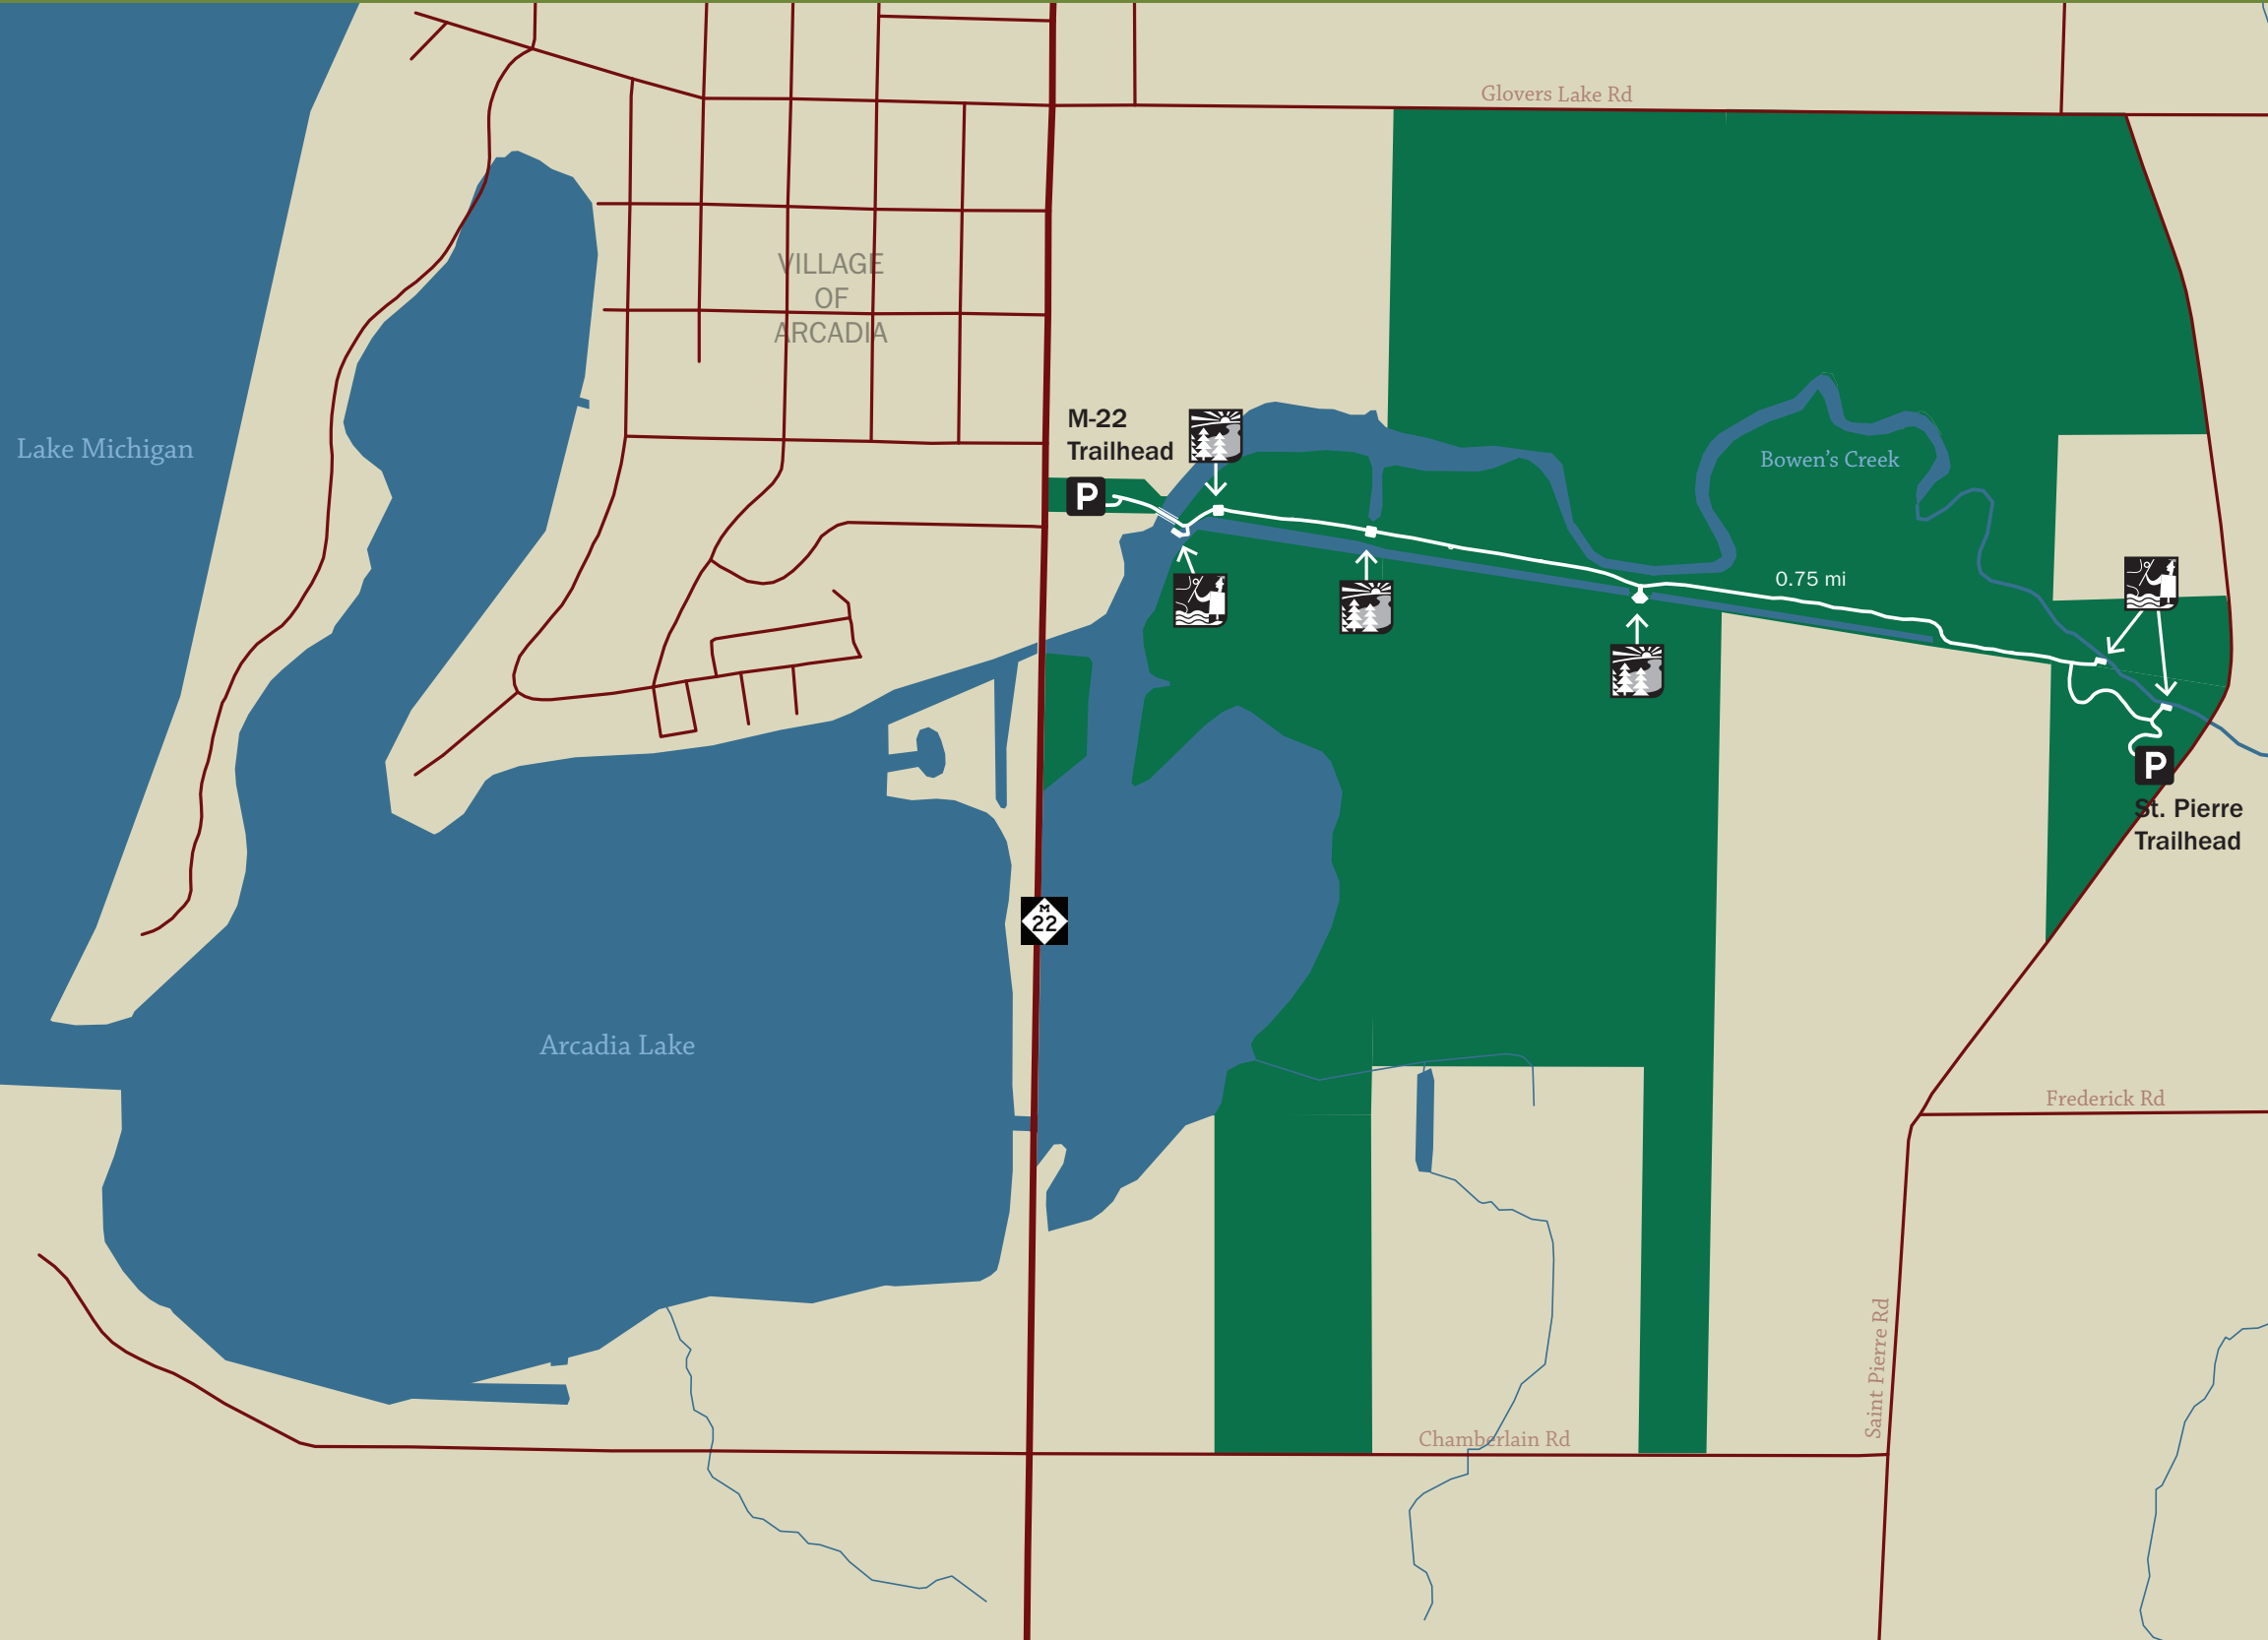 Glovers Lake Rd
VILLAGE
OF
ARCADIA
M-22
Trailhead
Lake Michigan
Bowen's Creek
P
0.75 mi
P
St. Pierre
Trailhead
M
22
Arcadia Lake
Frederick Rd
Saint Pierre Rd
Chamberlain Rd